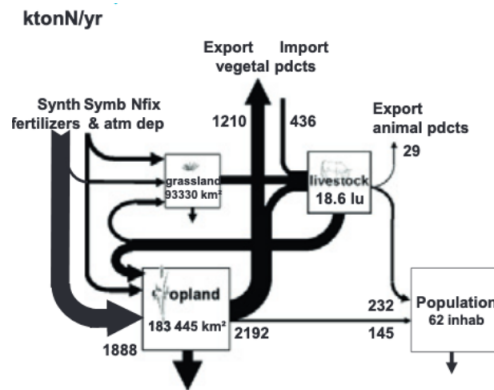 ktonN/yr
Export Import
vegetal pdcts
Synth Symb Nfix
fertilizers & atm dep
1210
436
Export
animal pdcts
29
grassland
93330 km²
livestock
18.6 lu
Cropland
183 445 km²
1888
2192
232
145
Population
62 inhab